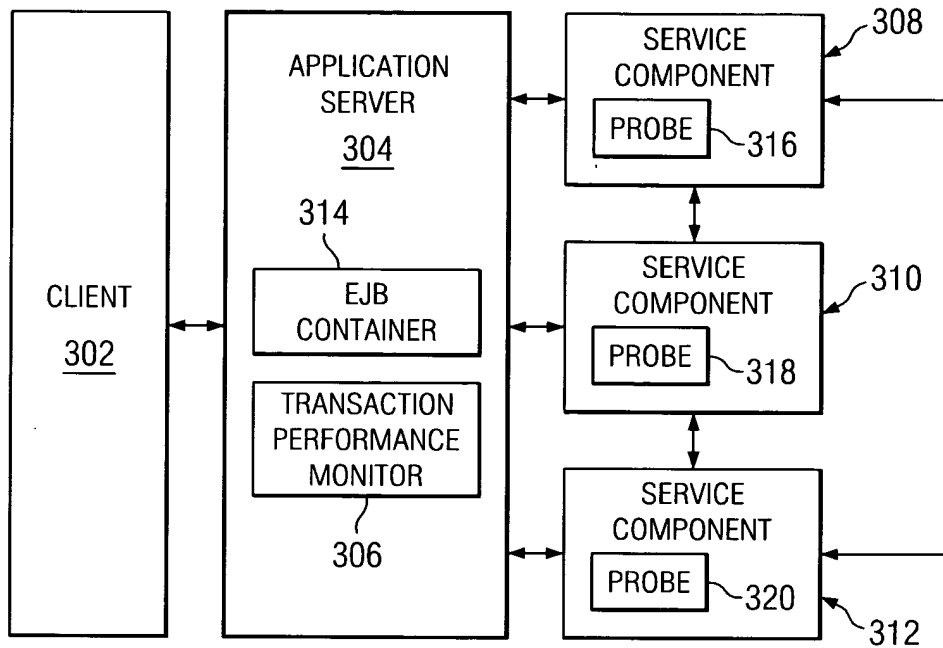 CLIENT
302
APPLICATION
SERVER
304
314
EJB
CONTAINER
TRANSACTION
PERFORMANCE
MONITOR
306
SERVICE
COMPONENT
308
PROBE
316
SERVICE
COMPONENT
310
PROBE
318
SERVICE
COMPONENT
PROBE
320
312